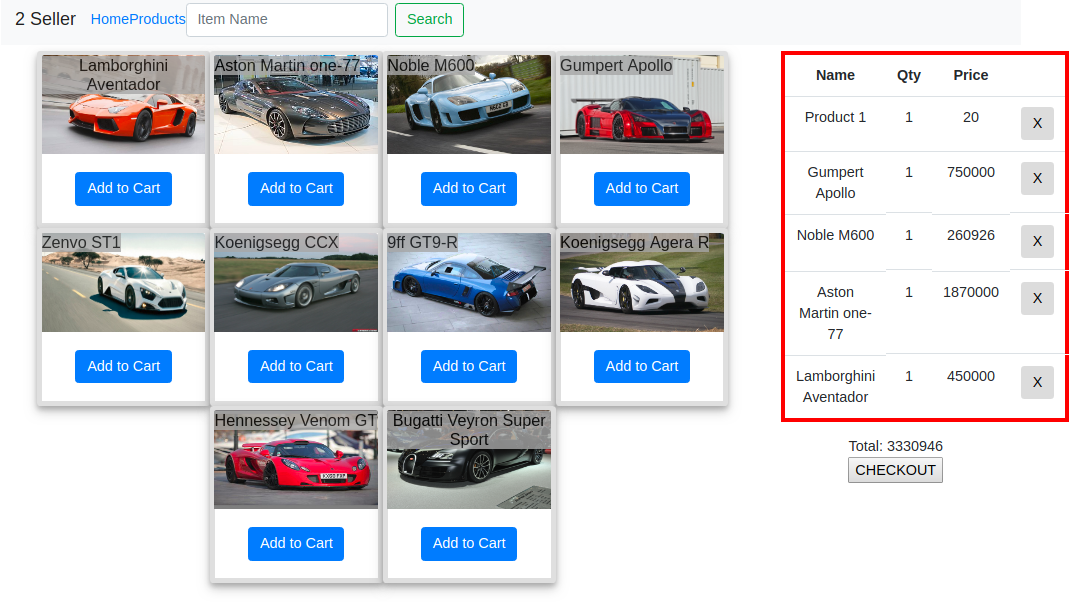 2 Seller HomeProducts Item Name Search
Lamborghini
Aventador
Aston Martin one-77
Noble M600
Gumpert Apollo
Add to Cart Add to Cart Add to Cart Add to Cart
Zenvo ST1
Koenigsegg CCX
9ff GT9-R
Koenigsegg Agera R
Add to Cart Add to Cart Add to Cart Add to Cart
Hennessey Venom GT
Bugatti Veyron Super
Sport
Add to Cart Add to Cart
Name Qty Price
Product 1 1 20 X
Gumpert 1 750000 X
Apollo
Noble M600 1 260926 X
Aston 1 1870000 X
Martin one-
77
Lamborghini 1 450000 X
Aventador
Total: 3330946
CHECKOUT